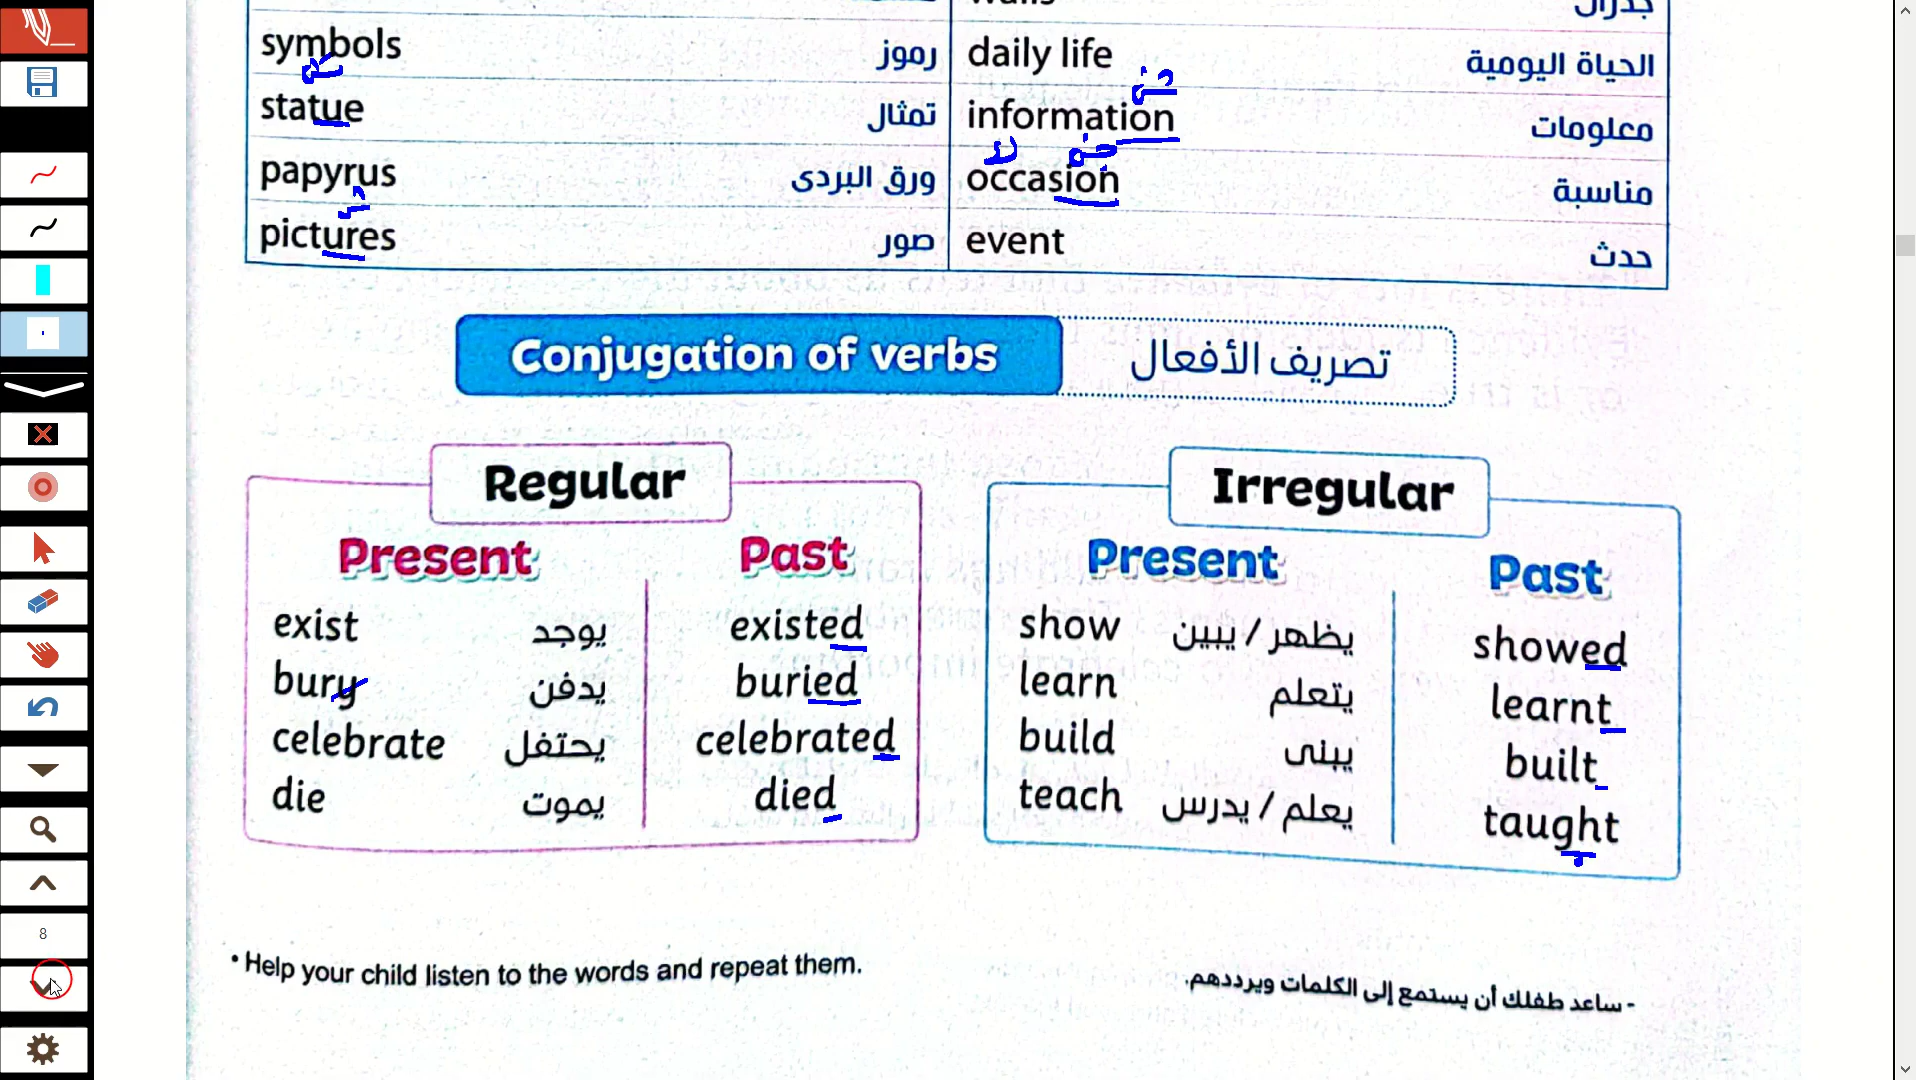 walls جدران
symbols رموز daily life الحياة اليومية
statue تمثال information معلومات
papyrus ورق البردى occasion مناسبة
pictures صور event حدث
Conjugation of verbs تصريف الأفعال
Regular
Present Past
exist يوجد existed
bury يدفن buried
celebrate يحتفل celebrated
die يموت died
Irregular
Present Past
show يظهر / يبين showed
learn يتعلم learnt
build يبنى built
teach يعلم / يدرس taught
• Help your child listen to the words and repeat them.
- ساعد طفلك أن يستمع إلى الكلمات ويرددهم.
8